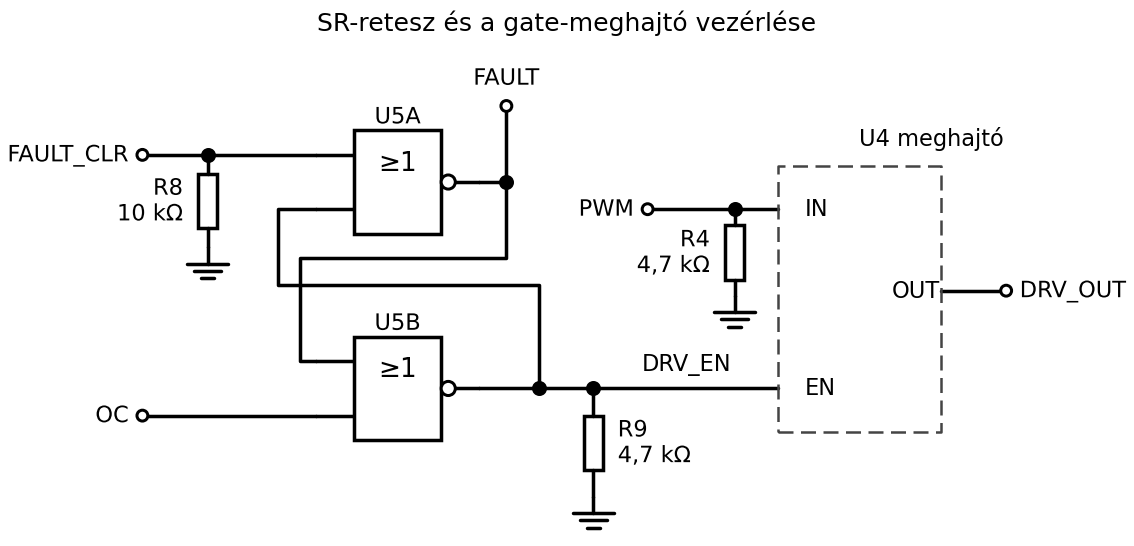 SR-retesz és a gate-meghajtó vezérlése
FAULT
U5A
FAULT_CLR
≥1
R8
10 kΩ
U4 meghajtó
PWM
IN
R4
4,7 kΩ
OUT
DRV_OUT
U5B
≥1
DRV_EN
EN
OC
R9
4,7 kΩ